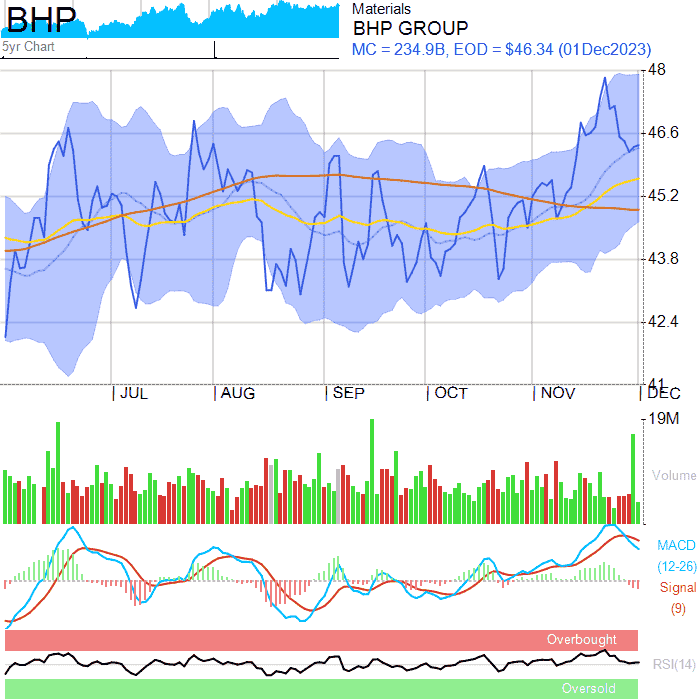 BHP
Materials
BHP GROUP
5yr Chart
MC = 234.9B, EOD = $46.34 (01Dec2023)
48
46.6
45.2
43.8
42.4
41
JUL
AUG
SEP
OCT
NOV
DEC
19M
Volume
MACD
(12-26)
Signal
(9)
Overbought
RSI(14)
Oversold